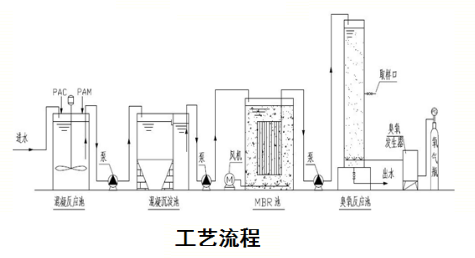 PAC
PAM
取样口
进水
泵
泵
风机
M
泵
臭氧
发生器
氧气瓶
出水
混凝反应池
混凝沉淀池
MBR池
臭氧反应池
工艺流程